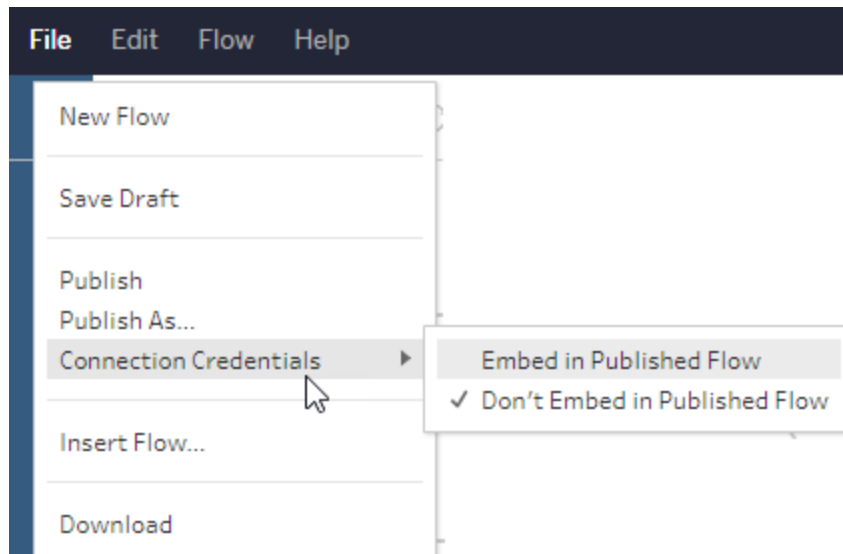 File Edit Flow Help
New Flow
Save Draft
Publish
Publish As...
Connection Credentials
Embed in Published Flow
✓ Don't Embed in Published Flow
Insert Flow...
Download